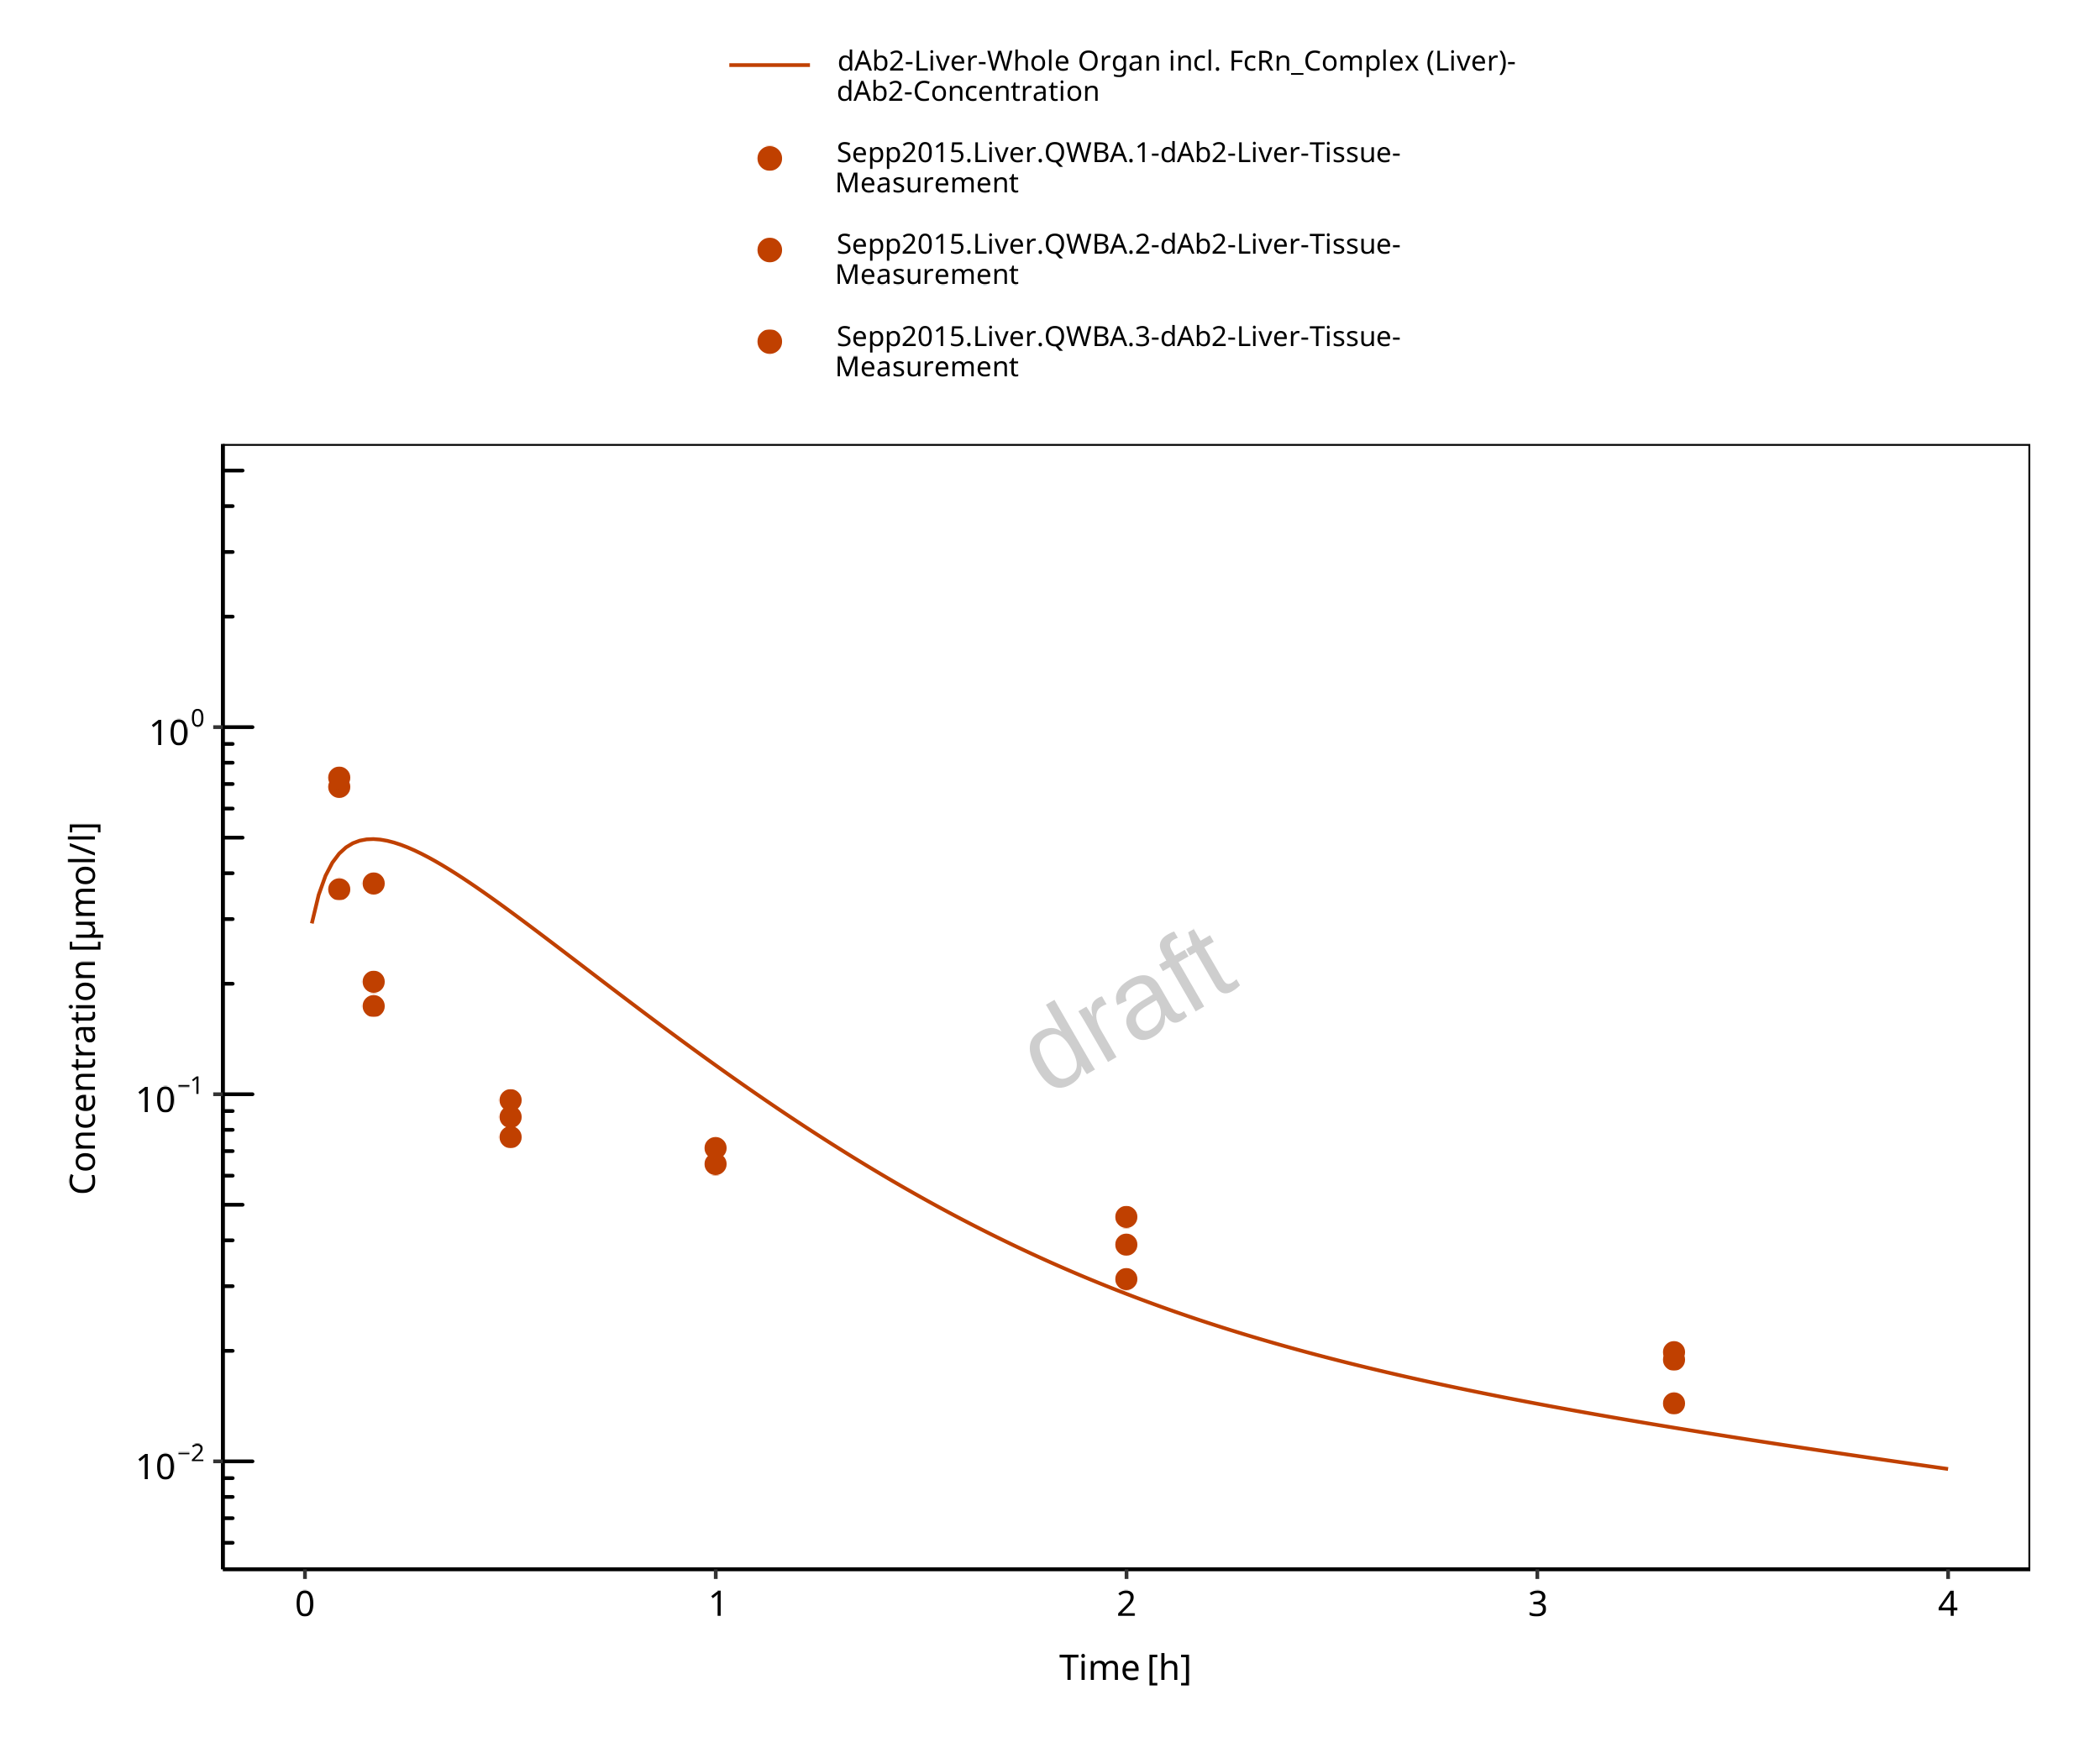 dAb2-Liver-Whole Organ incl. FcRn_Complex (Liver)-
dAb2-Concentration
Sepp2015.Liver.QWBA.1-dAb2-Liver-Tissue-
Measurement
Sepp2015.Liver.QWBA.2-dAb2-Liver-Tissue-
Measurement
Sepp2015.Liver.QWBA.3-dAb2-Liver-Tissue-
Measurement
Concentration [µmol/l]
10⁰
10⁻¹
10⁻²
draft
0 1 2 3 4
Time [h]